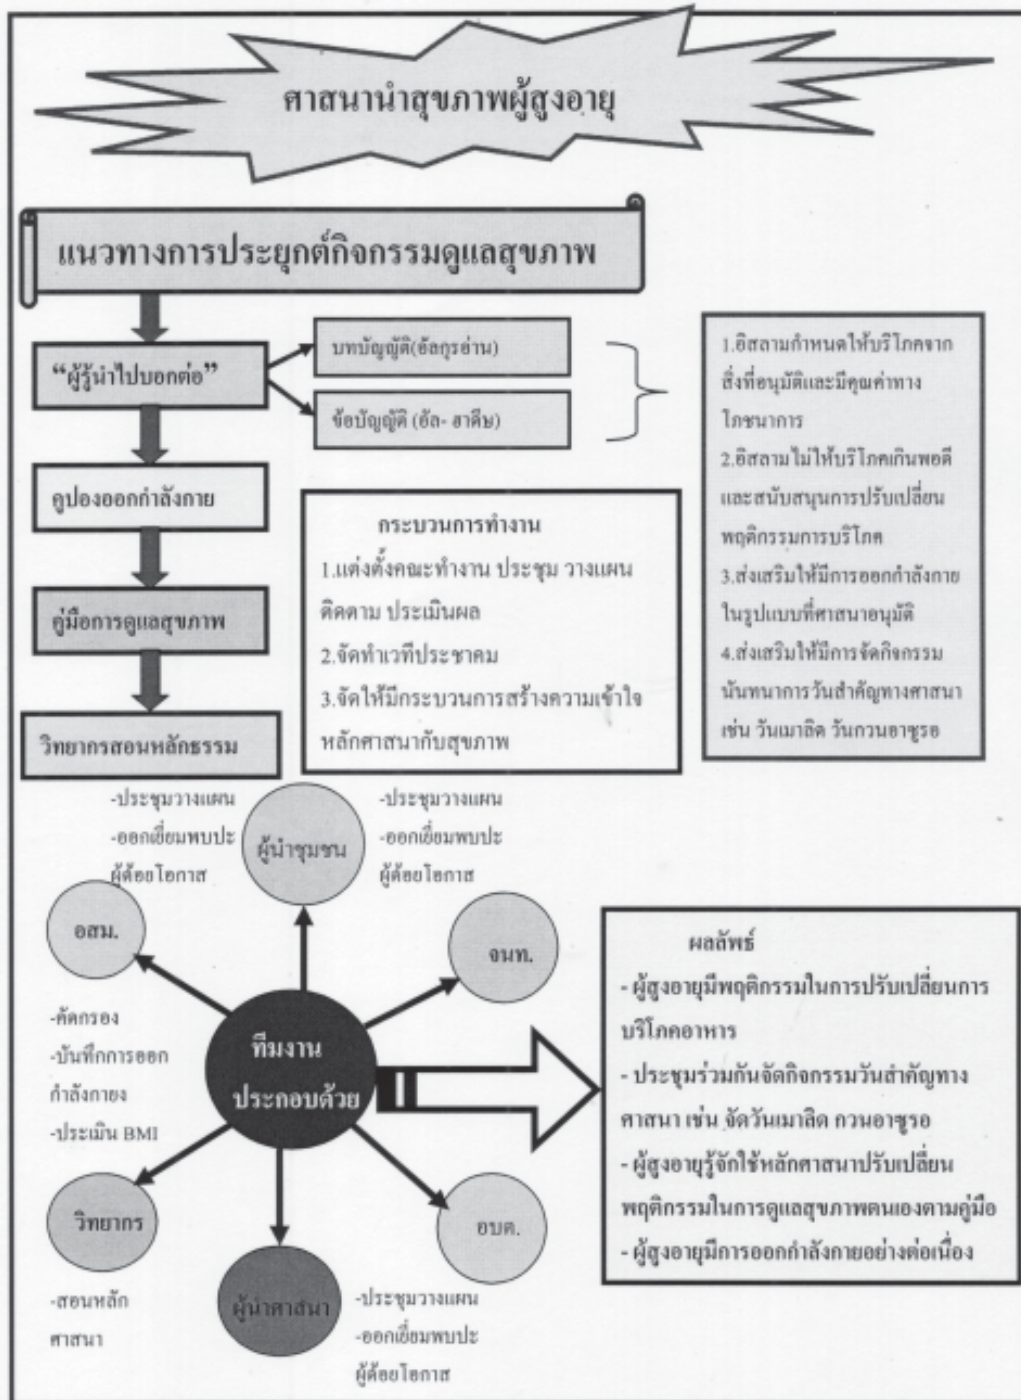 ศาสนานำสุขภาพผู้สูงอายุ
แนวทางการประยุกต์กิจกรรมดูแลสุขภาพ
“ผู้รู้นำไปบอกต่อ”
บทบัญญัติ(อัลกุรอ่าน)
ข้อบัญญัติ (อัล- ฮาดีษ)
1.อิสลามกำหนดให้บริโภคจาก
สิ่งที่อนุมัติและมีคุณค่าทาง
โภชนาการ
2.อิสลามไม่ให้บริโภคเกินพอดี
และสนับสนุนการปรับเปลี่ยน
พฤติกรรมการบริโภค
3.ส่งเสริมให้มีการออกกำลังกาย
ในรูปแบบที่ศาสนาอนุมัติ
4.ส่งเสริมให้มีการจัดกิจกรรม
นันทนาการวันสำคัญทางศาสนา
เช่น วันเมาลิด วันกวนอาซูรอ
คูปองออกกำลังกาย
คู่มือการดูแลสุขภาพ
วิทยากรสอนหลักธรรม
กระบวนการทำงาน
1.แต่งตั้งคณะทำงาน ประชุม วางแผน
ติดตาม ประเมินผล
2.จัดทำเวทีประชาคม
3.จัดให้มีกระบวนการสร้างความเข้าใจ
หลักศาสนากับสุขภาพ
-ประชุมวางแผน
-ออกเยี่ยมพบปะ
ผู้ด้อยโอกาส
ผู้นำชุมชน
-ประชุมวางแผน
-ออกเยี่ยมพบปะ
ผู้ด้อยโอกาส
อสม.
จนท.
-คัดกรอง
-บันทึกการออก
กำลังกายง
-ประเมิน BMI
ทีมงาน
ประกอบด้วย
วิทยากร
-สอนหลัก
ศาสนา
ผู้นำศาสนา
อบต.
-ประชุมวางแผน
-ออกเยี่ยมพบปะ
ผู้ด้อยโอกาส
ผลลัพธ์
- ผู้สูงอายุมีพฤติกรรมในการปรับเปลี่ยนการ
บริโภคอาหาร
- ประชุมร่วมกันจัดกิจกรรมวันสำคัญทาง
ศาสนา เช่น จัดวันเมาลิด กวนอาซูรอ
- ผู้สูงอายุรู้จักใช้หลักศาสนาปรับเปลี่ยน
พฤติกรรมในการดูแลสุขภาพตนเองตามคู่มือ
- ผู้สูงอายุมีการออกกำลังกายอย่างต่อเนื่อง